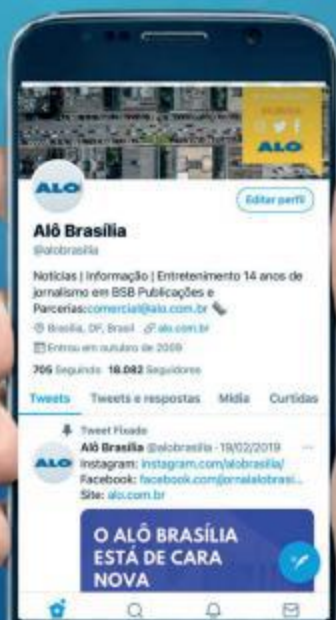 ALO
ALO
Editar perfil
Alô Brasília
@alobrasilia
Notícias | Informação | Entretenimento 14 anos de
jornalismo em BSB Publicações e
Parcerias:comercial@alo.com.br
Brasília, DF, Brasil alo.com.br
Entrou em outubro de 2009
705 Seguindo 18.082 Seguidores
Tweets Tweets e respostas Mídia Curtidas
Tweet Fixado
Alô Brasília @alobrasilia · 19/02/2019
ALO
Instagram: instagram.com/alobrasilia/
Facebook: facebook.com/jornalalobrasi...
Site: alo.com.br
O ALÔ BRASÍLIA
ESTÁ DE CARA
NOVA